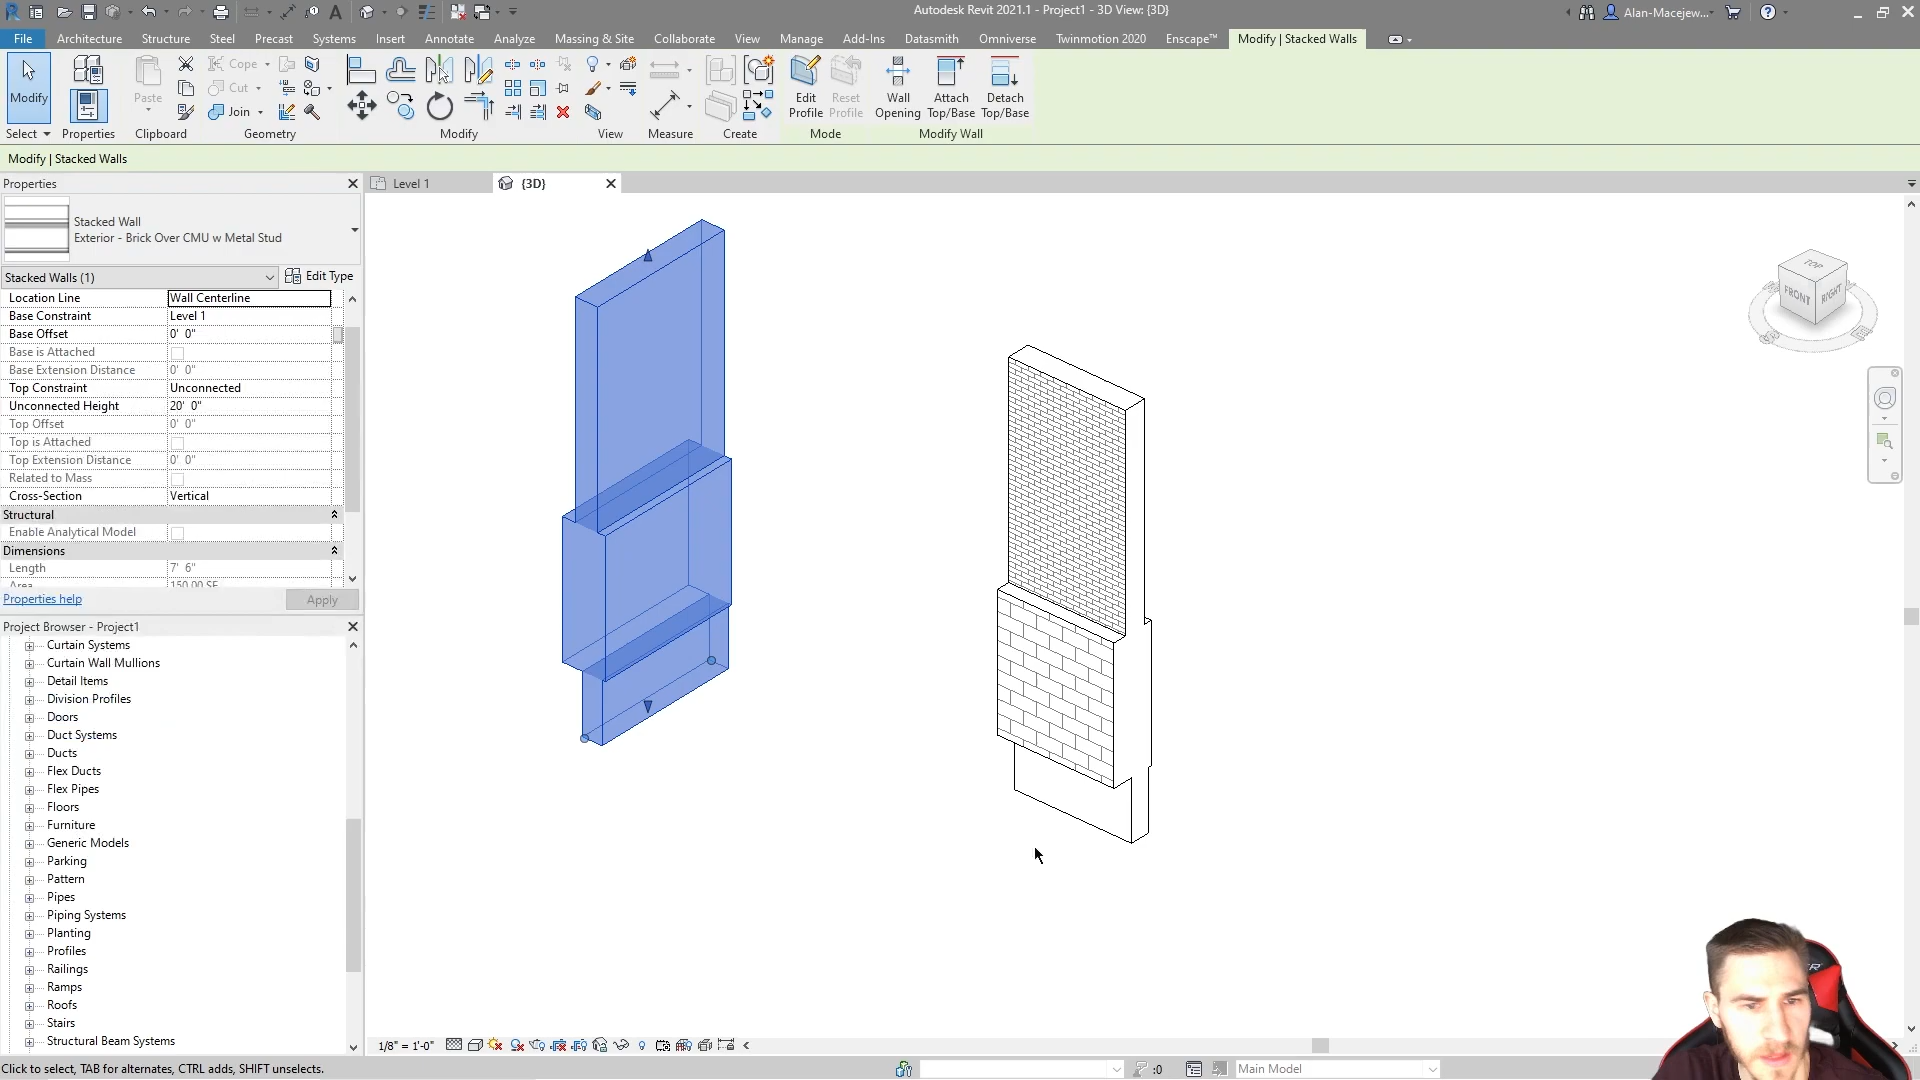 Autodesk Revit 2021.1 - Project1 - 3D View: {3D}
Alan-Macejew...
File Architecture Structure Steel Precast Systems Insert Annotate Analyze Massing & Site Collaborate View Manage Add-Ins Datasmith Omniverse Twinmotion 2020 Enscape™ Modify | Stacked Walls
Modify
Paste
Cope
Cut
Join
Edit Profile
Reset Profile
Wall Opening
Attach Top/Base
Detach Top/Base
Select Properties Clipboard Geometry Modify View Measure Create Mode Modify Wall
Modify | Stacked Walls
Properties
Level 1
{3D}
Stacked Wall
Exterior - Brick Over CMU w Metal Stud
Stacked Walls (1)
Edit Type
Location Line Wall Centerline
Base Constraint Level 1
Base Offset 0' 0"
Base is Attached
Base Extension Distance 0' 0"
Top Constraint Unconnected
Unconnected Height 20' 0"
Top Offset 0' 0"
Top is Attached
Top Extension Distance 0' 0"
Related to Mass
Cross-Section Vertical
Structural
Enable Analytical Model
Dimensions
Length 7' 6"
Area 150.00 SF
Properties help
Apply
Project Browser - Project1
Curtain Systems
Curtain Wall Mullions
Detail Items
Division Profiles
Doors
Duct Systems
Ducts
Flex Ducts
Flex Pipes
Floors
Furniture
Generic Models
Parking
Pattern
Pipes
Piping Systems
Planting
Profiles
Railings
Ramps
Roofs
Stairs
Structural Beam Systems
TOP
FRONT
RIGHT
1/8" = 1'-0"
Click to select, TAB for alternates, CTRL adds, SHIFT unselects.
:0
Main Model